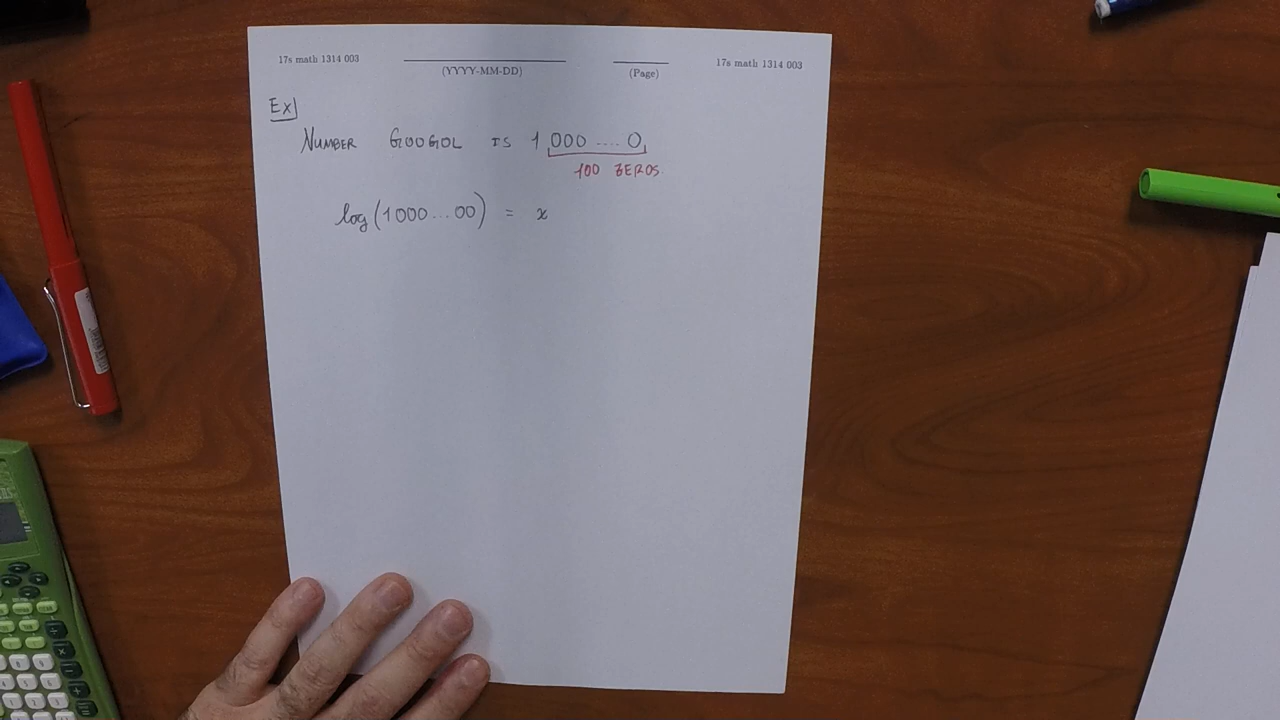 17s math 1314 003
(YYYY-MM-DD)
(Page)
17s math 1314 003
Ex
NUMBER GOOGOL IS 1 000 .... 0
100 ZEROS
log(1000...00) = x